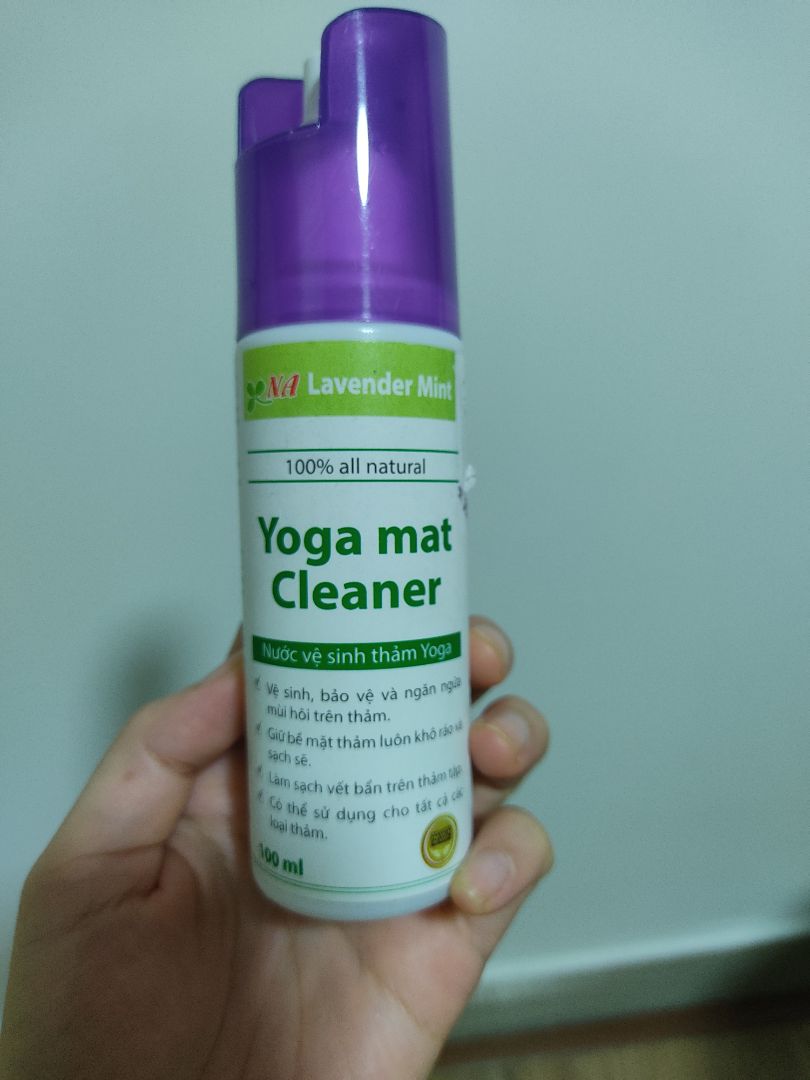 NA Lavender Mint
100% all natural
Yoga mat
Cleaner
Nước vệ sinh thảm Yoga
Vệ sinh, bảo vệ và ngăn ngừa
mùi hôi trên thảm.
Giữ bề mặt thảm luôn khô ráo và
sạch sẽ.
Làm sạch vết bẩn trên thảm tập.
Có thể sử dụng cho tất cả các
loại thảm.
100 ml